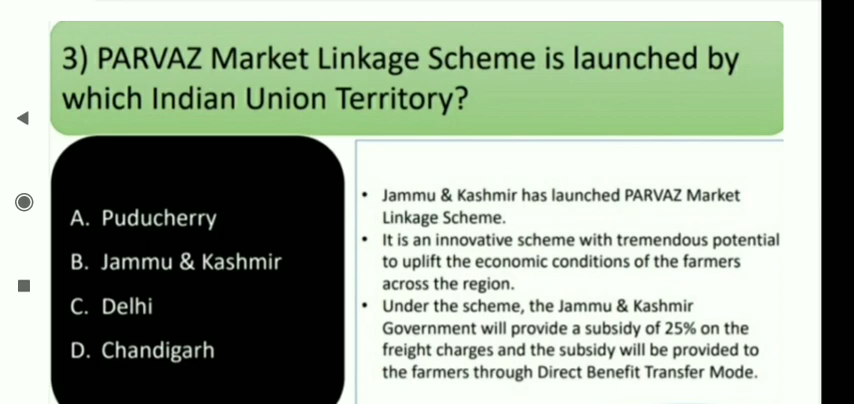 3) PARVAZ Market Linkage Scheme is launched by
which Indian Union Territory?
A. Puducherry
B. Jammu & Kashmir
C. Delhi
D. Chandigarh
• Jammu & Kashmir has launched PARVAZ Market
Linkage Scheme.
• It is an innovative scheme with tremendous potential
to uplift the economic conditions of the farmers
across the region.
• Under the scheme, the Jammu & Kashmir
Government will provide a subsidy of 25% on the
freight charges and the subsidy will be provided to
the farmers through Direct Benefit Transfer Mode.